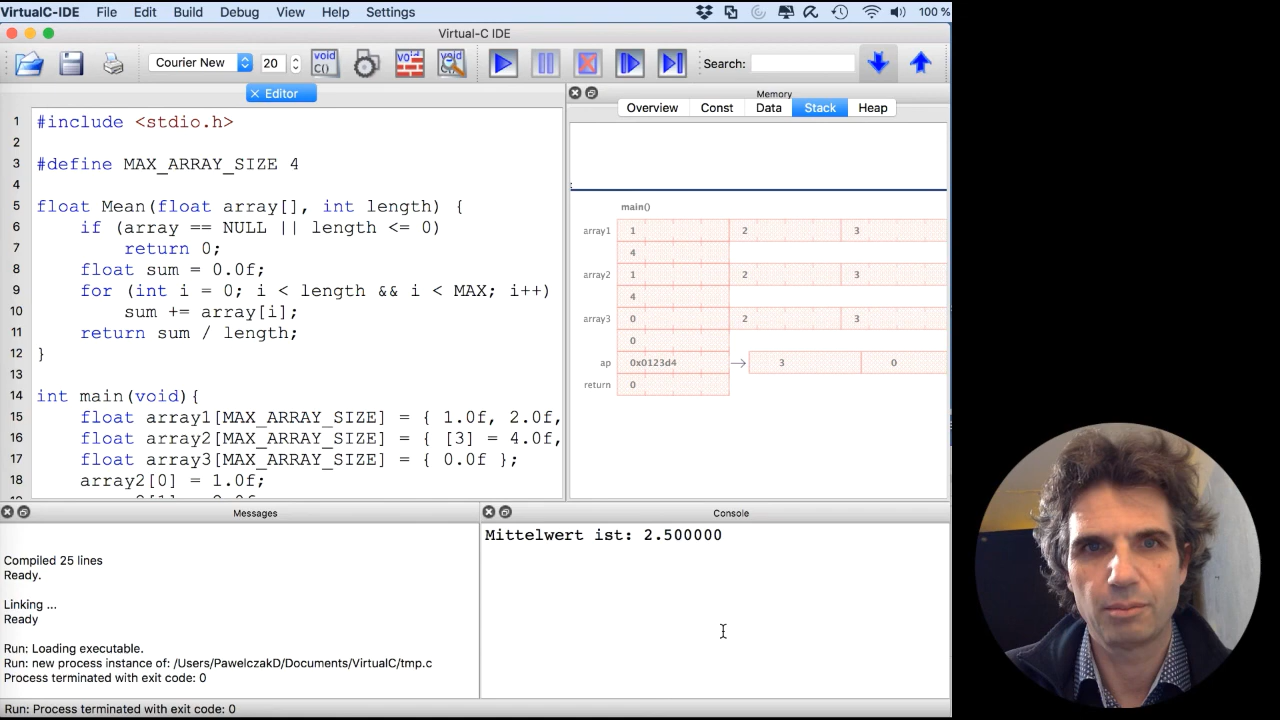 VirtualC-IDE File Edit Build Debug View Help Settings 100 %
Virtual-C IDE
Courier New 20 void C() void void C() Search:
Editor
Memory
Overview Const Data Stack Heap
1 #include <stdio.h>
2
3 #define MAX_ARRAY_SIZE 4
4
5 float Mean(float array[], int length) {
6 if (array == NULL || length <= 0)
7 return 0;
8 float sum = 0.0f;
9 for (int i = 0; i < length && i < MAX; i++)
10 sum += array[i];
11 return sum / length;
12 }
13
14 int main(void){
15 float array1[MAX_ARRAY_SIZE] = { 1.0f, 2.0f,
16 float array2[MAX_ARRAY_SIZE] = { [3] = 4.0f,
17 float array3[MAX_ARRAY_SIZE] = { 0.0f };
18 array2[0] = 1.0f;
main()
array1 1 2 3
4
array2 1 2 3
4
array3 0 2 3
0
ap 0x0123d4 → 3 0
return 0
Messages
Compiled 25 lines
Ready.
Linking ...
Ready
Run: Loading executable.
Run: new process instance of: /Users/PawelczakD/Documents/VirtualC/tmp.c
Process terminated with exit code: 0
Console
Mittelwert ist: 2.500000
Run: Process terminated with exit code: 0